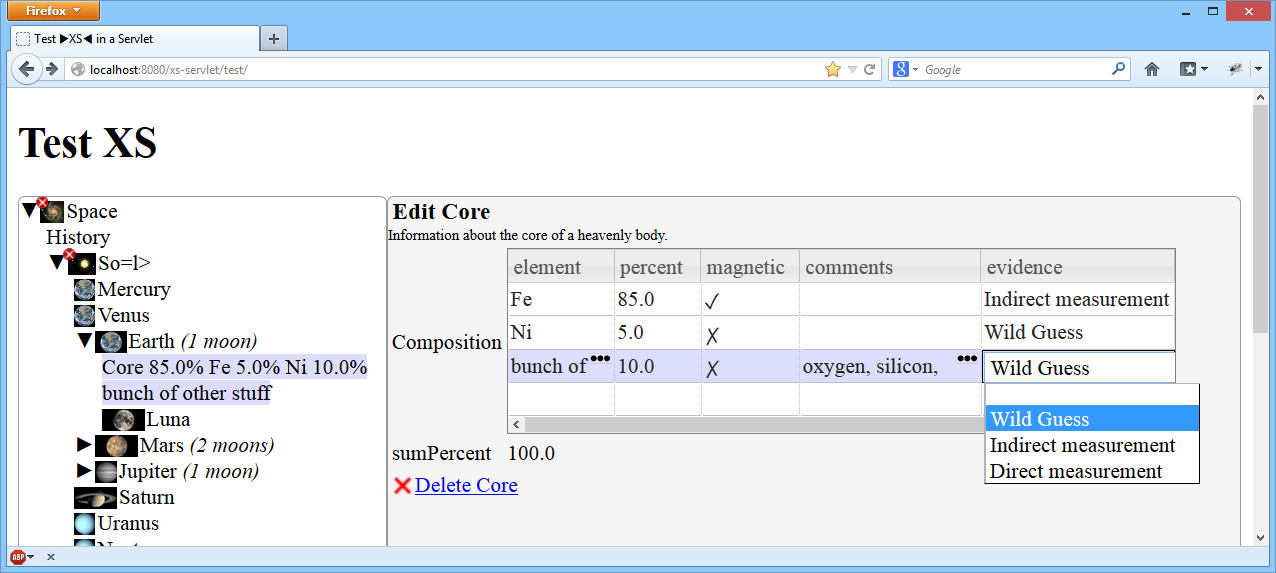 Firefox
Test ▶XS◀ in a Servlet
localhost:8080/xs-servlet/test/
Google
Test XS
Space
History
So=l>
Mercury
Venus
Earth (1 moon)
Core 85.0% Fe 5.0% Ni 10.0%
bunch of other stuff
Luna
Mars (2 moons)
Jupiter (1 moon)
Saturn
Uranus
Edit Core
Information about the core of a heavenly body.
Composition
element percent magnetic comments evidence
Fe 85.0 ✓ Indirect measurement
Ni 5.0 ✗ Wild Guess
bunch of ••• 10.0 ✗ oxygen, silicon, ••• Wild Guess
Wild Guess
Indirect measurement
Direct measurement
sumPercent 100.0
Delete Core
ABP